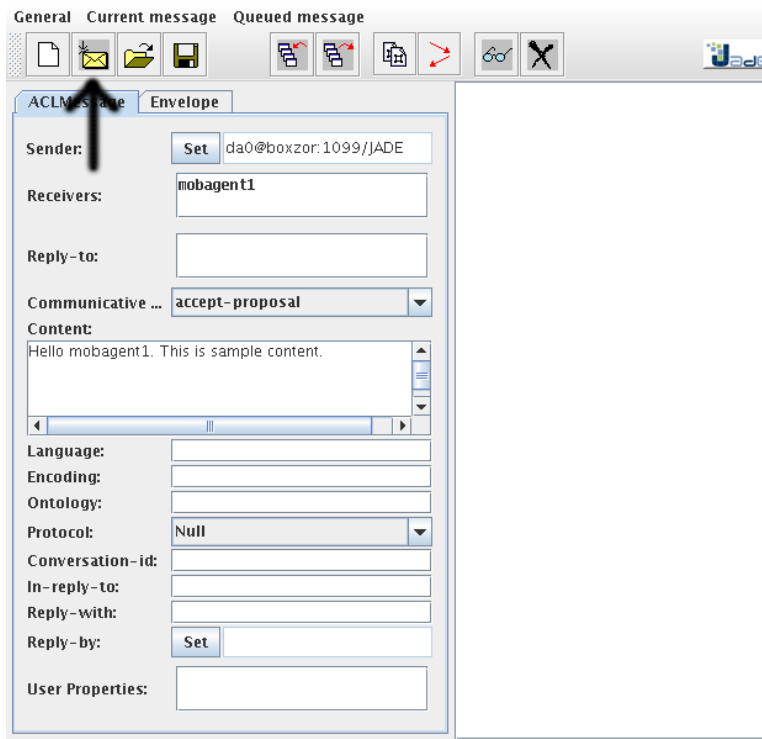 General Current message Queued message
Jade
ACLMessage Envelope
Sender: Set da0@boxzor:1099/JADE
Receivers: mobagent1
Reply-to:
Communicative ... accept-proposal
Content:
Hello mobagent1. This is sample content.
Language:
Encoding:
Ontology:
Protocol: Null
Conversation-id:
In-reply-to:
Reply-with:
Reply-by: Set
User Properties: